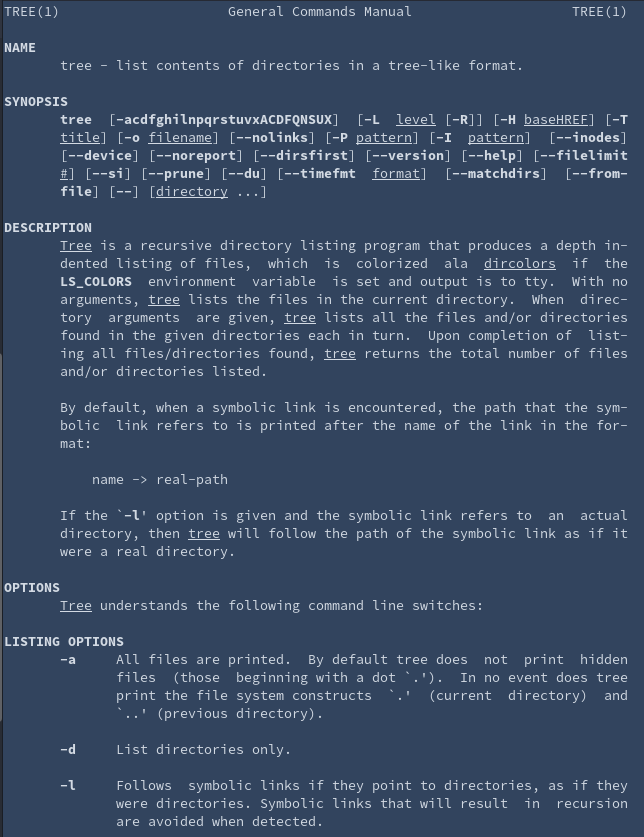 TREE(1) General Commands Manual TREE(1)
NAME
tree - list contents of directories in a tree-like format.
SYNOPSIS
tree [-acdfghilnpqrstuvxACDFQNSUX] [-L level [-R]] [-H baseHREF] [-T
title] [-o filename] [--nolinks] [-P pattern] [-I pattern] [--inodes]
[--device] [--noreport] [--dirsfirst] [--version] [--help] [--filelimit
#] [--si] [--prune] [--du] [--timefmt format] [--matchdirs] [--from-
file] [--] [directory ...]
DESCRIPTION
Tree is a recursive directory listing program that produces a depth in-
dented listing of files, which is colorized ala dircolors if the
LS_COLORS environment variable is set and output is to tty. With no
arguments, tree lists the files in the current directory. When direc-
tory arguments are given, tree lists all the files and/or directories
found in the given directories each in turn. Upon completion of list-
ing all files/directories found, tree returns the total number of files
and/or directories listed.
By default, when a symbolic link is encountered, the path that the sym-
bolic link refers to is printed after the name of the link in the for-
mat:
name -> real-path
If the `-l' option is given and the symbolic link refers to an actual
directory, then tree will follow the path of the symbolic link as if it
were a real directory.
OPTIONS
Tree understands the following command line switches:
LISTING OPTIONS
-a All files are printed. By default tree does not print hidden
files (those beginning with a dot `.'). In no event does tree
print the file system constructs `.' (current directory) and
`..' (previous directory).
-d List directories only.
-l Follows symbolic links if they point to directories, as if they
were directories. Symbolic links that will result in recursion
are avoided when detected.